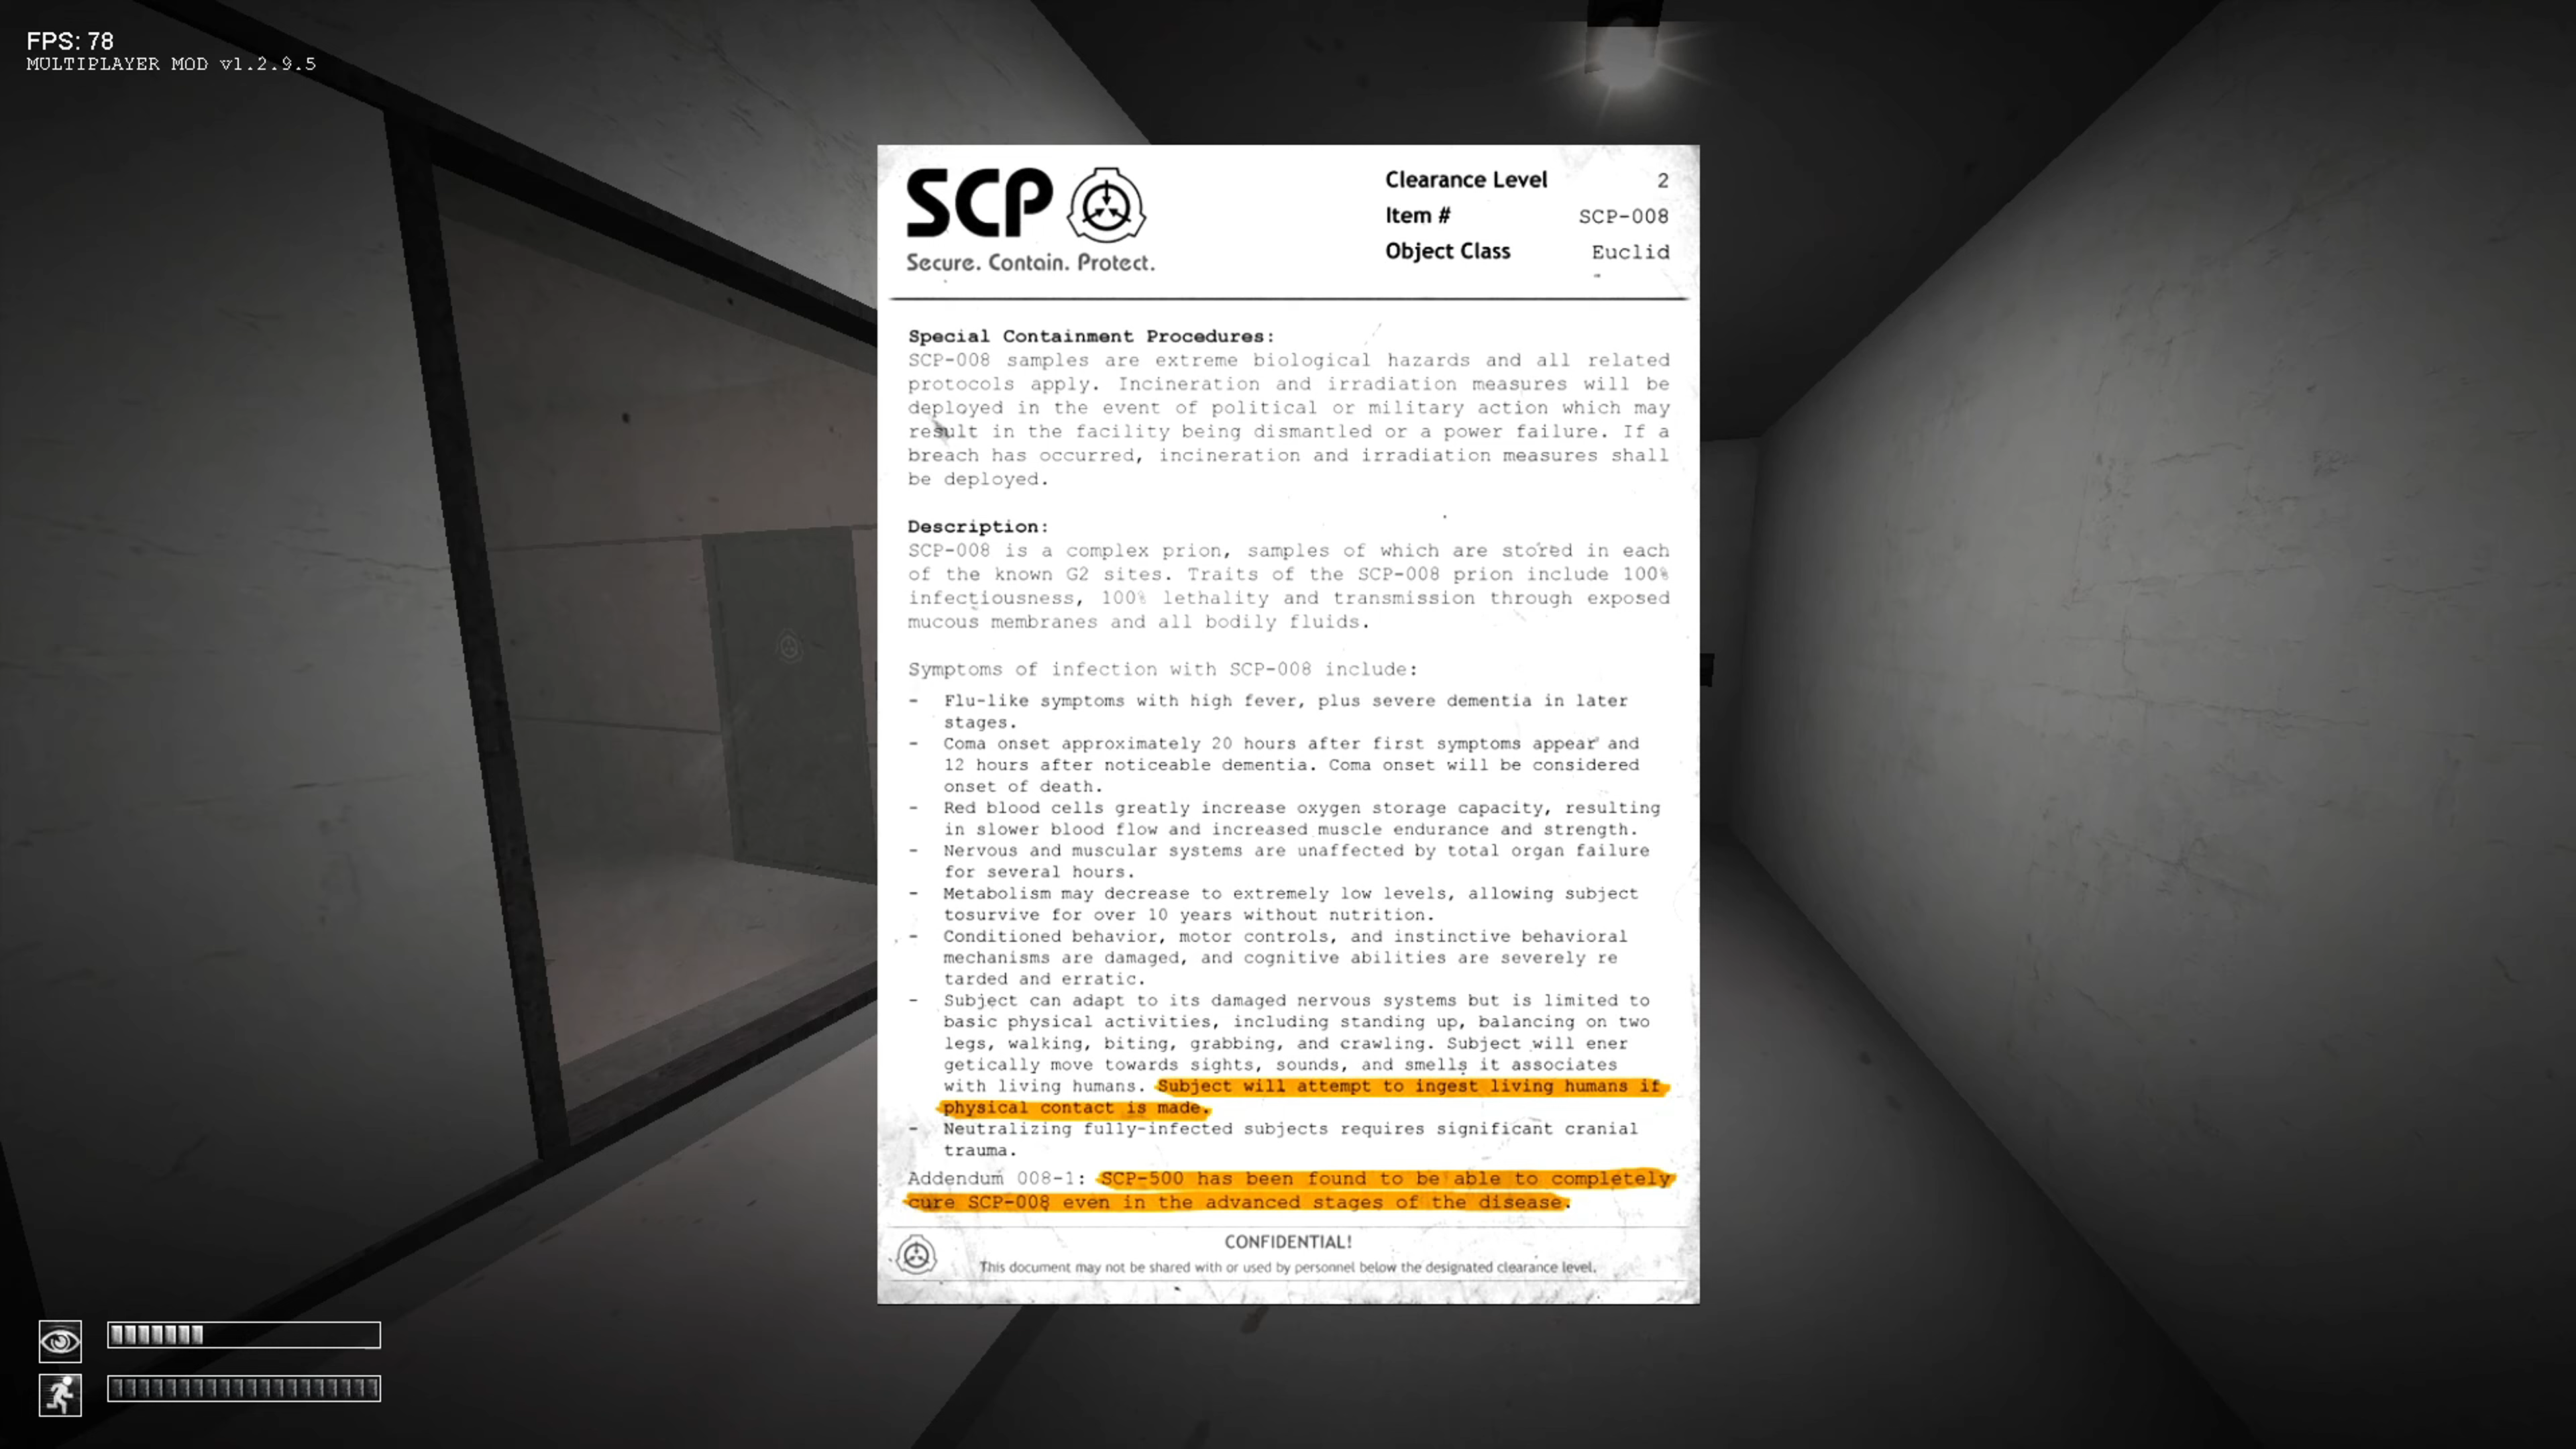 FPS: 78
MULTIPLAYER MOD v1.2.9.5
SCP
Secure. Contain. Protect.
Clearance Level 2
Item # SCP-008
Object Class Euclid
Special Containment Procedures:
SCP-008 samples are extreme biological hazards and all related
protocols apply. Incineration and irradiation measures will be
deployed in the event of political or military action which may
result in the facility being dismantled or a power failure. If a
breach has occurred, incineration and irradiation measures shall
be deployed.
Description:
SCP-008 is a complex prion, samples of which are stored in each
of the known G2 sites. Traits of the SCP-008 prion include 100%
infectiousness, 100% lethality and transmission through exposed
mucous membranes and all bodily fluids.
Symptoms of infection with SCP-008 include:
- Flu-like symptoms with high fever, plus severe dementia in later
stages.
- Coma onset approximately 20 hours after first symptoms appear and
12 hours after noticeable dementia. Coma onset will be considered
onset of death.
- Red blood cells greatly increase oxygen storage capacity, resulting
in slower blood flow and increased muscle endurance and strength.
- Nervous and muscular systems are unaffected by total organ failure
for several hours.
- Metabolism may decrease to extremely low levels, allowing subject
tosurvive for over 10 years without nutrition.
- Conditioned behavior, motor controls, and instinctive behavioral
mechanisms are damaged, and cognitive abilities are severely re
tarded and erratic.
- Subject can adapt to its damaged nervous systems but is limited to
basic physical activities, including standing up, balancing on two
legs, walking, biting, grabbing, and crawling. Subject will ener
getically move towards sights, sounds, and smells it associates
with living humans. Subject will attempt to ingest living humans if
physical contact is made.
- Neutralizing fully-infected subjects requires significant cranial
trauma.
Addendum 008-1: SCP-500 has been found to be able to completely
cure SCP-008 even in the advanced stages of the disease.
CONFIDENTIAL!
This document may not be shared with or used by personnel below the designated clearance level.